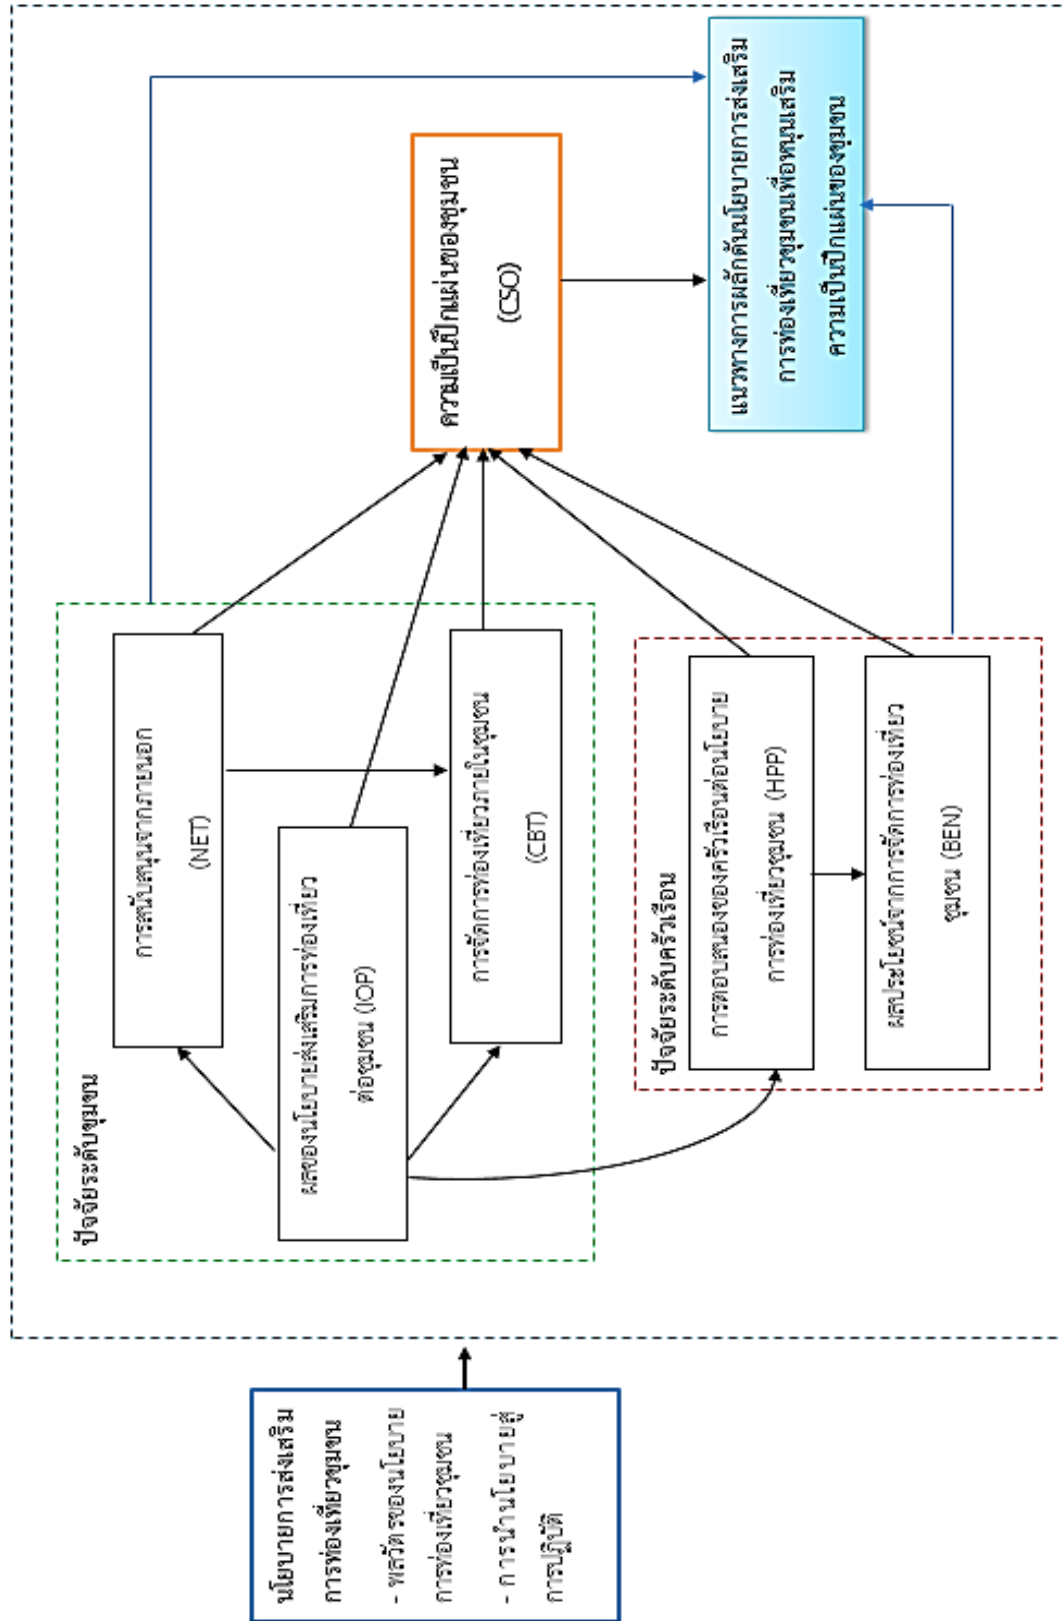 นโยบายการส่งเสริม
การท่องเที่ยวชุมชน
- พลวัตรของนโยบาย
การท่องเที่ยวชุมชน
- การนำนโยบายสู่
การปฏิบัติ
ปัจจัยระดับชุมชน
การสนับสนุนจากภายนอก
(NET)
ผลของนโยบายส่งเสริมการท่องเที่ยว
ต่อชุมชน (IOP)
การจัดการท่องเที่ยวภายในชุมชน
(CBT)
ปัจจัยระดับครัวเรือน
การตอบสนองของครัวเรือนต่อนโยบาย
การท่องเที่ยวชุมชน (HPP)
ผลประโยชน์จากการจัดการท่องเที่ยว
ชุมชน (BEN)
ความเป็นปึกแผ่นของชุมชน
(CSO)
แนวทางการผลักดันนโยบายการส่งเสริม
การท่องเที่ยวชุมชนเพื่อหนุนเสริม
ความเป็นปึกแผ่นของชุมชน